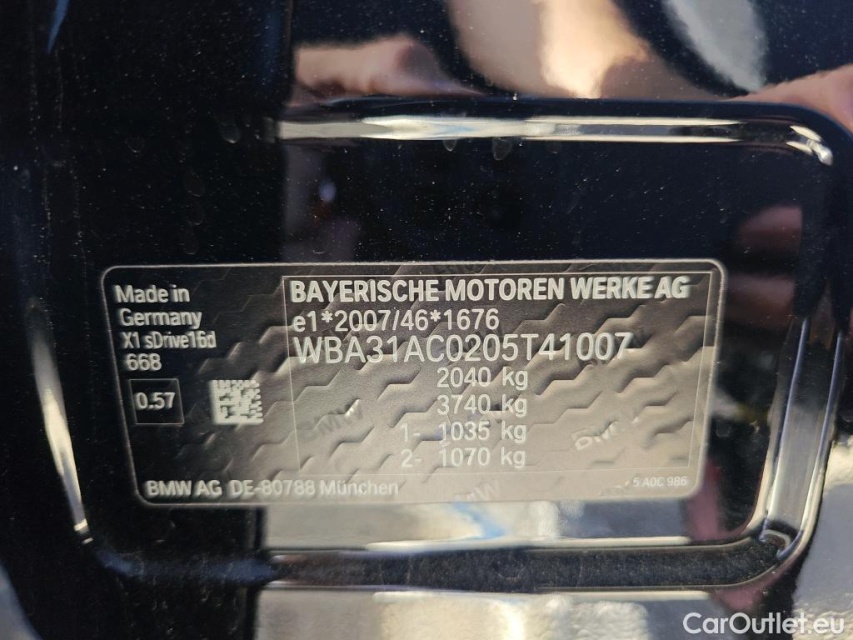 Made in
Germany
X1 sDrive16d
668
0.57
BAYERISCHE MOTOREN WERKE AG
e1*2007/46*1676
WBA31AC0205T41007
2040 kg
3740 kg
1- 1035 kg
2- 1070 kg
BMW AG DE-80788 München
5 A0C 986
CarOutlet.eu